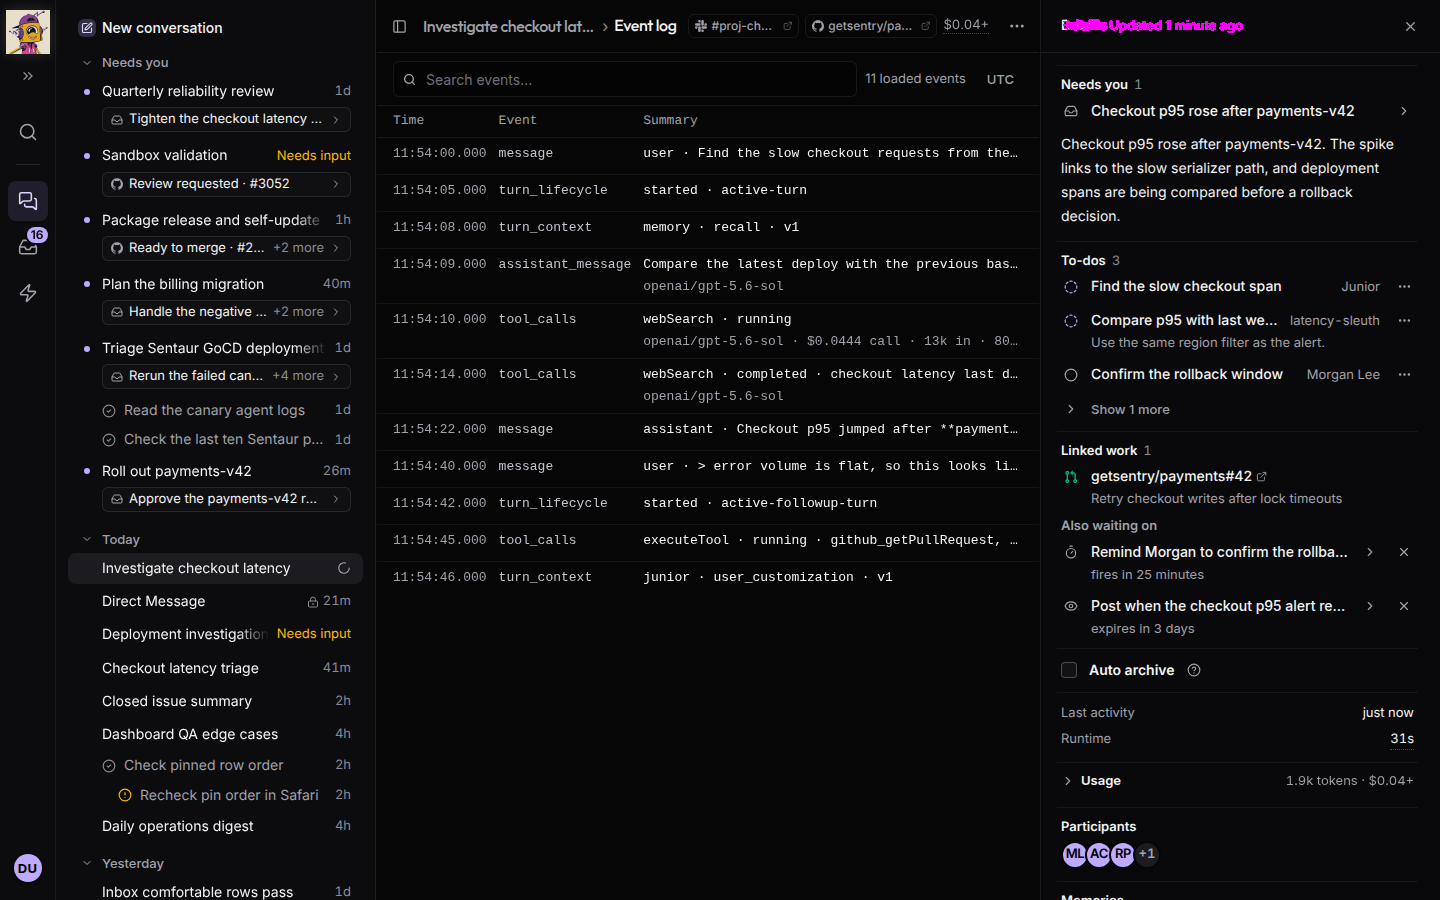 New conversation
Needs you
Quarterly reliability review 1d
Tighten the checkout latency ...
Sandbox validation Needs input
Review requested · #3052
Package release and self-update 1h
Ready to merge · #2... +2 more
Plan the billing migration 40m
Handle the negative ... +2 more
Triage Sentaur GoCD deployment 1d
Rerun the failed can... +4 more
Read the canary agent logs 1d
Check the last ten Sentaur p... 1d
Roll out payments-v42 26m
Approve the payments-v42 r...
Today
Investigate checkout latency
Direct Message 21m
Deployment investigation Needs input
Checkout latency triage 41m
Closed issue summary 2h
Dashboard QA edge cases 4h
Check pinned row order 2h
Recheck pin order in Safari 2h
Daily operations digest 4h
Yesterday
Inbox comfortable rows pass 1d
16
DU
Investigate checkout lat... › Event log #proj-ch... getsentry/pa... $0.04+
Search events... 11 loaded events UTC
Time Event Summary
11:54:00.000 message user · Find the slow checkout requests from the…
11:54:05.000 turn_lifecycle started · active-turn
11:54:08.000 turn_context memory · recall · v1
11:54:09.000 assistant_message Compare the latest deploy with the previous bas…
openai/gpt-5.6-sol
11:54:10.000 tool_calls webSearch · running
openai/gpt-5.6-sol · $0.0444 call · 13k in · 80…
11:54:14.000 tool_calls webSearch · completed · checkout latency last d…
openai/gpt-5.6-sol
11:54:22.000 message assistant · Checkout p95 jumped after **payment…
11:54:40.000 message user · > error volume is flat, so this looks li…
11:54:42.000 turn_lifecycle started · active-followup-turn
11:54:45.000 tool_calls executeTool · running · github_getPullRequest, …
11:54:46.000 turn_context junior · user_customization · v1
Updated 1 minute ago
Needs you 1
Checkout p95 rose after payments-v42
Checkout p95 rose after payments-v42. The spike
links to the slow serializer path, and deployment
spans are being compared before a rollback
decision.
To-dos 3
Find the slow checkout span Junior
Compare p95 with last we... latency-sleuth
Use the same region filter as the alert.
Confirm the rollback window Morgan Lee
Show 1 more
Linked work 1
getsentry/payments#42
Retry checkout writes after lock timeouts
Also waiting on
Remind Morgan to confirm the rollba...
fires in 25 minutes
Post when the checkout p95 alert re...
expires in 3 days
Auto archive
Last activity just now
Runtime 31s
Usage 1.9k tokens · $0.04+
Participants
ML AC RP +1
Memories